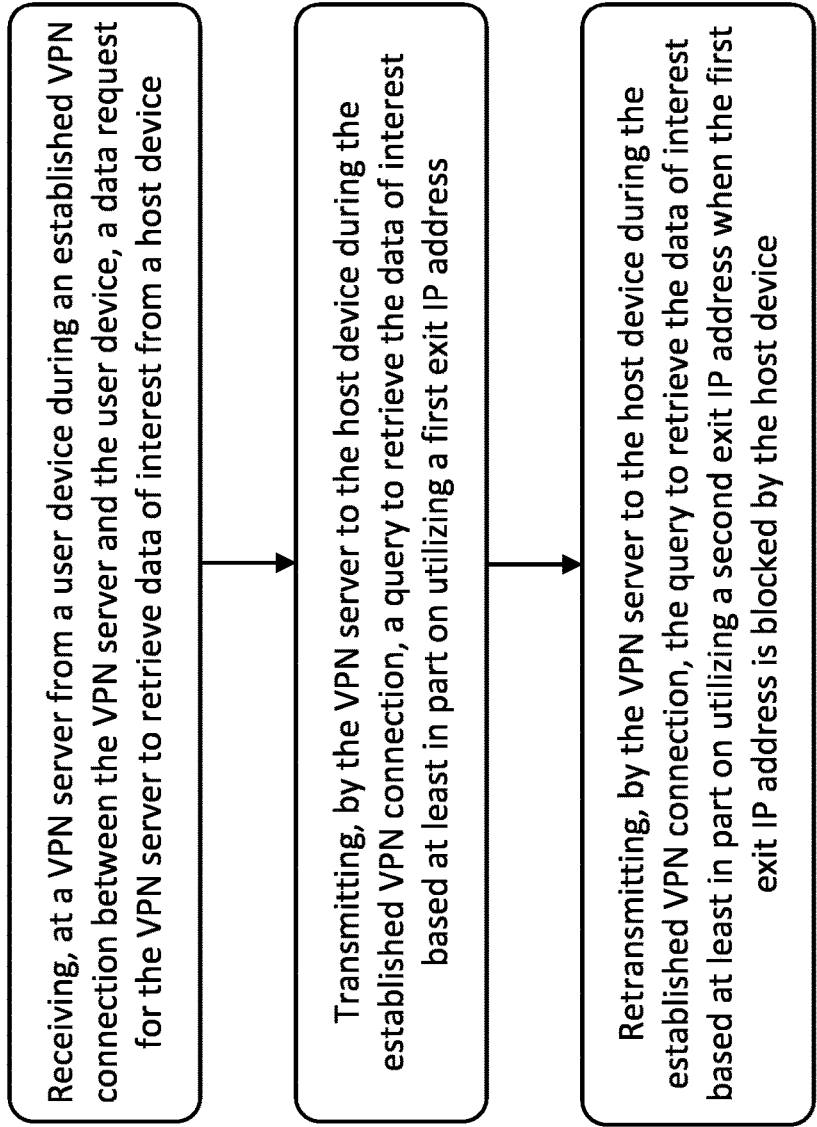 Receiving, at a VPN server from a user device during an established VPN
connection between the VPN server and the user device, a data request
for the VPN server to retrieve data of interest from a host device
Transmitting, by the VPN server to the host device during the
established VPN connection, a query to retrieve the data of interest
based at least in part on utilizing a first exit IP address
Retransmitting, by the VPN server to the host device during the
established VPN connection, the query to retrieve the data of interest
based at least in part on utilizing a second exit IP address when the first
exit IP address is blocked by the host device